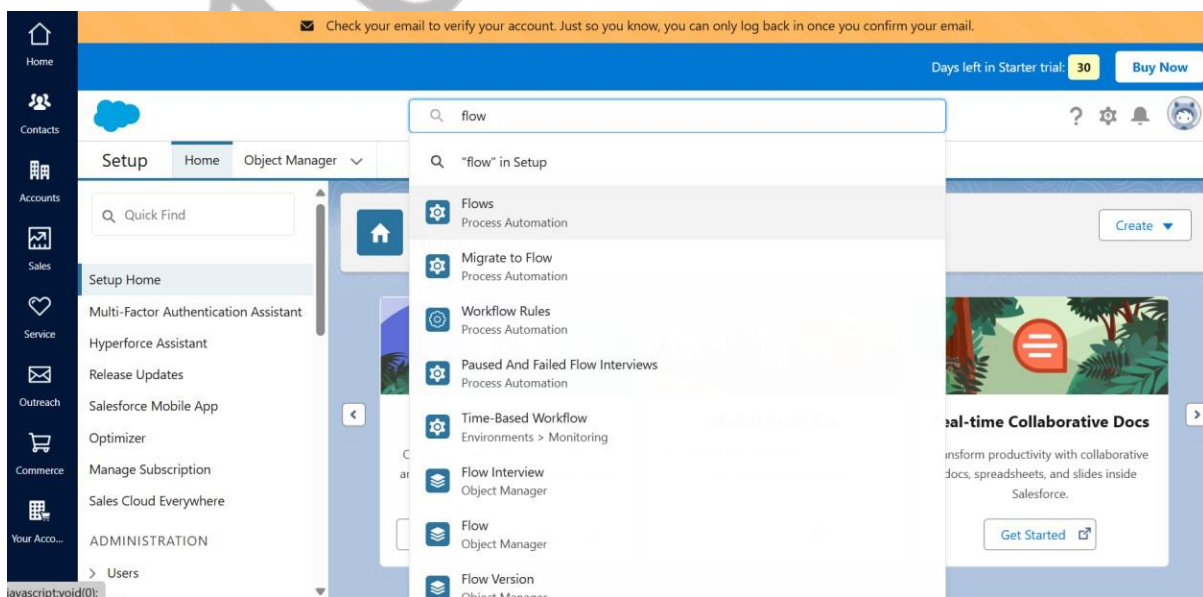 Check your email to verify your account. Just so you know, you can only log back in once you confirm your email.
Days left in Starter trial: 30
Buy Now
Home
Contacts
Accounts
Sales
Service
Outreach
Commerce
Your Acco...
flow
Setup
Home
Object Manager
"flow" in Setup
Flows
Process Automation
Migrate to Flow
Process Automation
Workflow Rules
Process Automation
Paused And Failed Flow Interviews
Process Automation
Time-Based Workflow
Environments > Monitoring
Flow Interview
Object Manager
Flow
Object Manager
Flow Version
Object Manager
Quick Find
Setup Home
Multi-Factor Authentication Assistant
Hyperforce Assistant
Release Updates
Salesforce Mobile App
Optimizer
Manage Subscription
Sales Cloud Everywhere
ADMINISTRATION
Users
Create
eal-time Collaborative Docs
nsform productivity with collaborative
docs, spreadsheets, and slides inside
Salesforce.
Get Started
javascript:void(0);